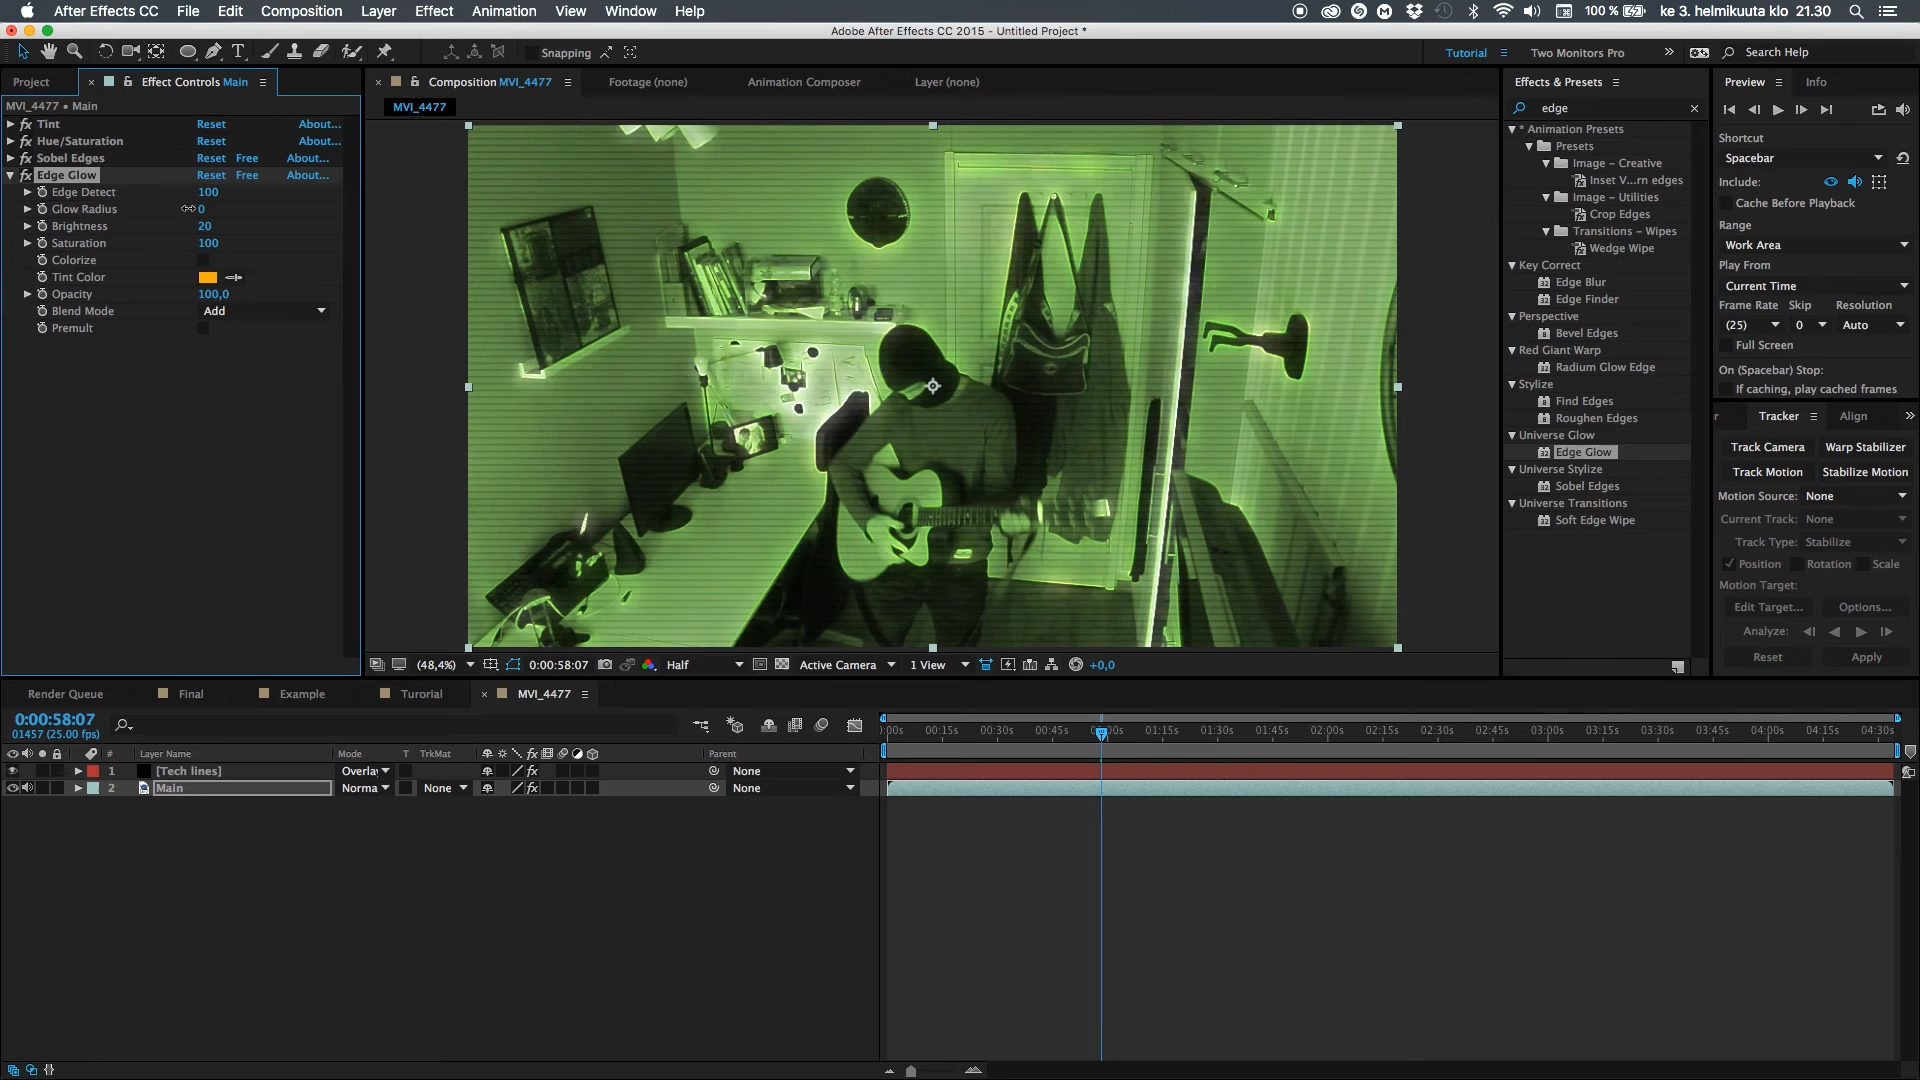 After Effects CC File Edit Composition Layer Effect Animation View Window Help 100 % ke 3. helmikuuta klo 21.30
Adobe After Effects CC 2015 - Untitled Project *
Snapping Tutorial Two Monitors Pro Search Help
Project Effect Controls Main
MVI_4477 • Main
Tint Reset About...
Hue/Saturation Reset About...
Sobel Edges Reset Free About...
Edge Glow Reset Free About...
Edge Detect 100
Glow Radius 0
Brightness 20
Saturation 100
Colorize
Tint Color
Opacity 100,0
Blend Mode Add
Premult
Composition MVI_4477 Footage (none) Animation Composer Layer (none)
MVI_4477
(48,4%) 0:00:58:07 Half Active Camera 1 View +0,0
Effects & Presets
edge
* Animation Presets
Presets
Image – Creative
Inset V...rn edges
Image – Utilities
Crop Edges
Transitions – Wipes
Wedge Wipe
Key Correct
Edge Blur
Edge Finder
Perspective
Bevel Edges
Red Giant Warp
Radium Glow Edge
Stylize
Find Edges
Roughen Edges
Universe Glow
Edge Glow
Universe Stylize
Sobel Edges
Universe Transitions
Soft Edge Wipe
Preview Info
Shortcut
Spacebar
Include:
Cache Before Playback
Range
Work Area
Play From
Current Time
Frame Rate Skip Resolution
(25) 0 Auto
Full Screen
On (Spacebar) Stop:
If caching, play cached frames
Tracker Align
Track Camera Warp Stabilizer
Track Motion Stabilize Motion
Motion Source: None
Current Track: None
Track Type: Stabilize
Position Rotation Scale
Motion Target:
Edit Target... Options...
Analyze:
Reset Apply
Render Queue Final Example Turorial MVI_4477
0:00:58:07
01457 (25.00 fps)
# Layer Name Mode T TrkMat Parent
1 [Tech lines] Overlay None
2 Main Norma None None
:00s 00:15s 00:30s 00:45s 01:15s 01:30s 01:45s 02:00s 02:15s 02:30s 02:45s 03:00s 03:15s 03:30s 03:45s 04:00s 04:15s 04:30s